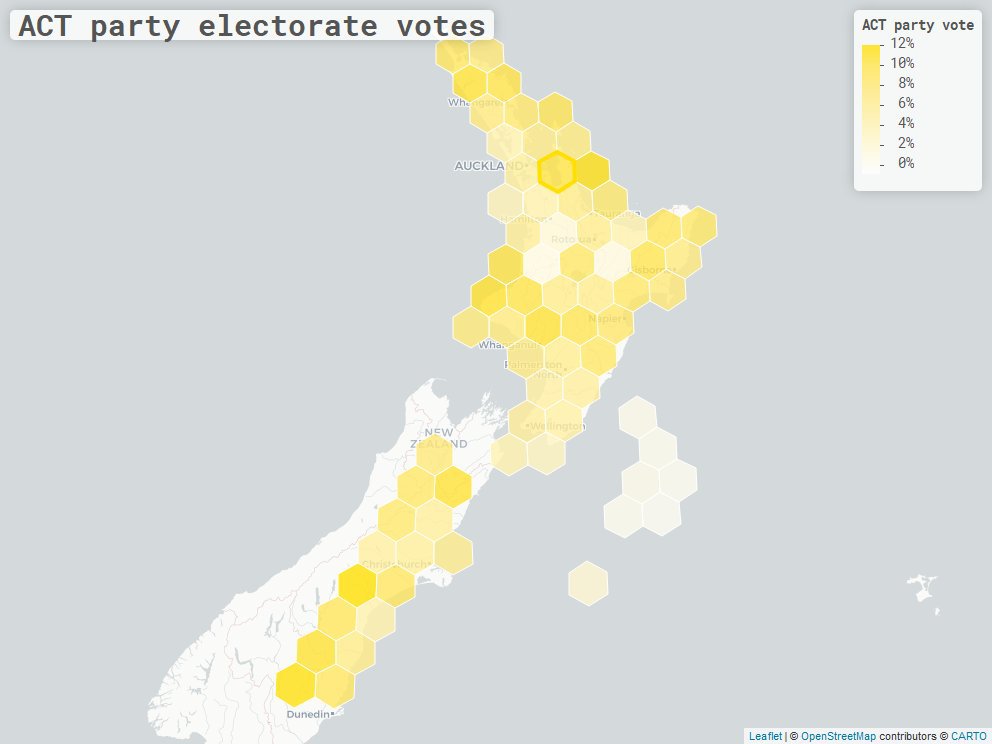 ACT party electorate votes
ACT party vote
12%
10%
8%
6%
4%
2%
0%
Whangarei
AUCKLAND
Hamilton
Tauranga
Rotorua
Gisborne
Napier
Whanganui
Palmerston
North
Wellington
NEW
ZEALAND
Christchurch
Dunedin
Leaflet | © OpenStreetMap contributors © CARTO